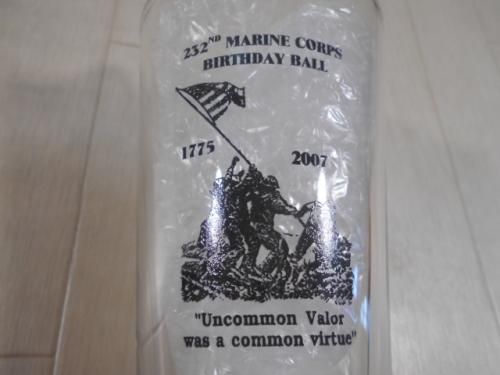 232ND MARINE CORPS
BIRTHDAY BALL
1775 2007
"Uncommon Valor
was a common virtue"